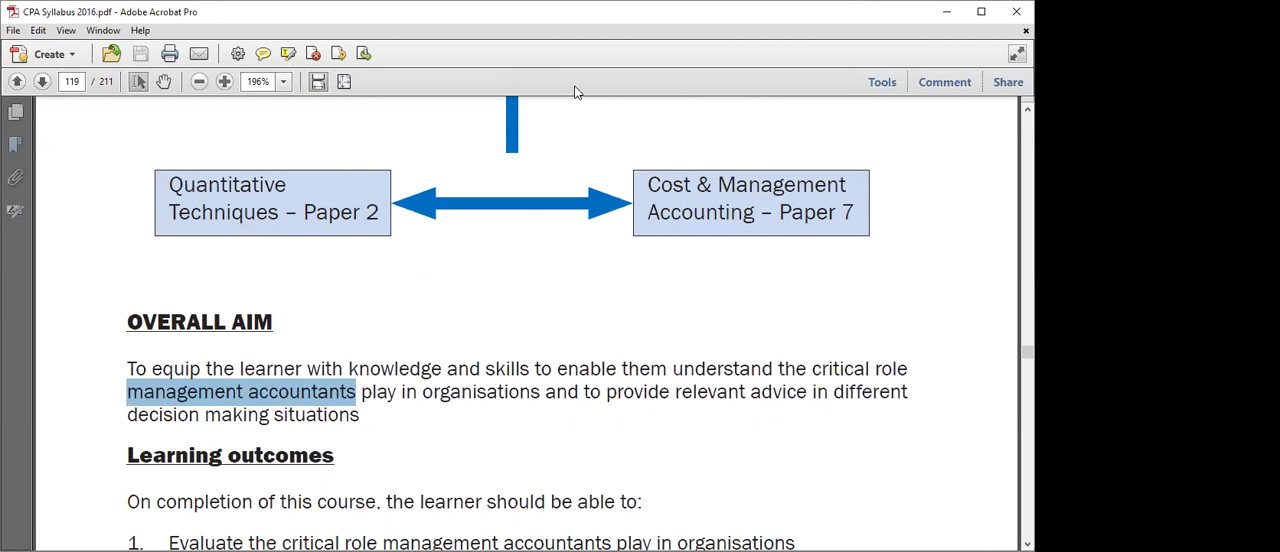 CPA Syllabus 2016.pdf - Adobe Acrobat Pro
File Edit View Window Help
Create
119 / 211 196% Tools Comment Share
Quantitative
Techniques – Paper 2
Cost & Management
Accounting – Paper 7
OVERALL AIM
To equip the learner with knowledge and skills to enable them understand the critical role
management accountants play in organisations and to provide relevant advice in different
decision making situations
Learning outcomes
On completion of this course, the learner should be able to:
1. Evaluate the critical role management accountants play in organisations